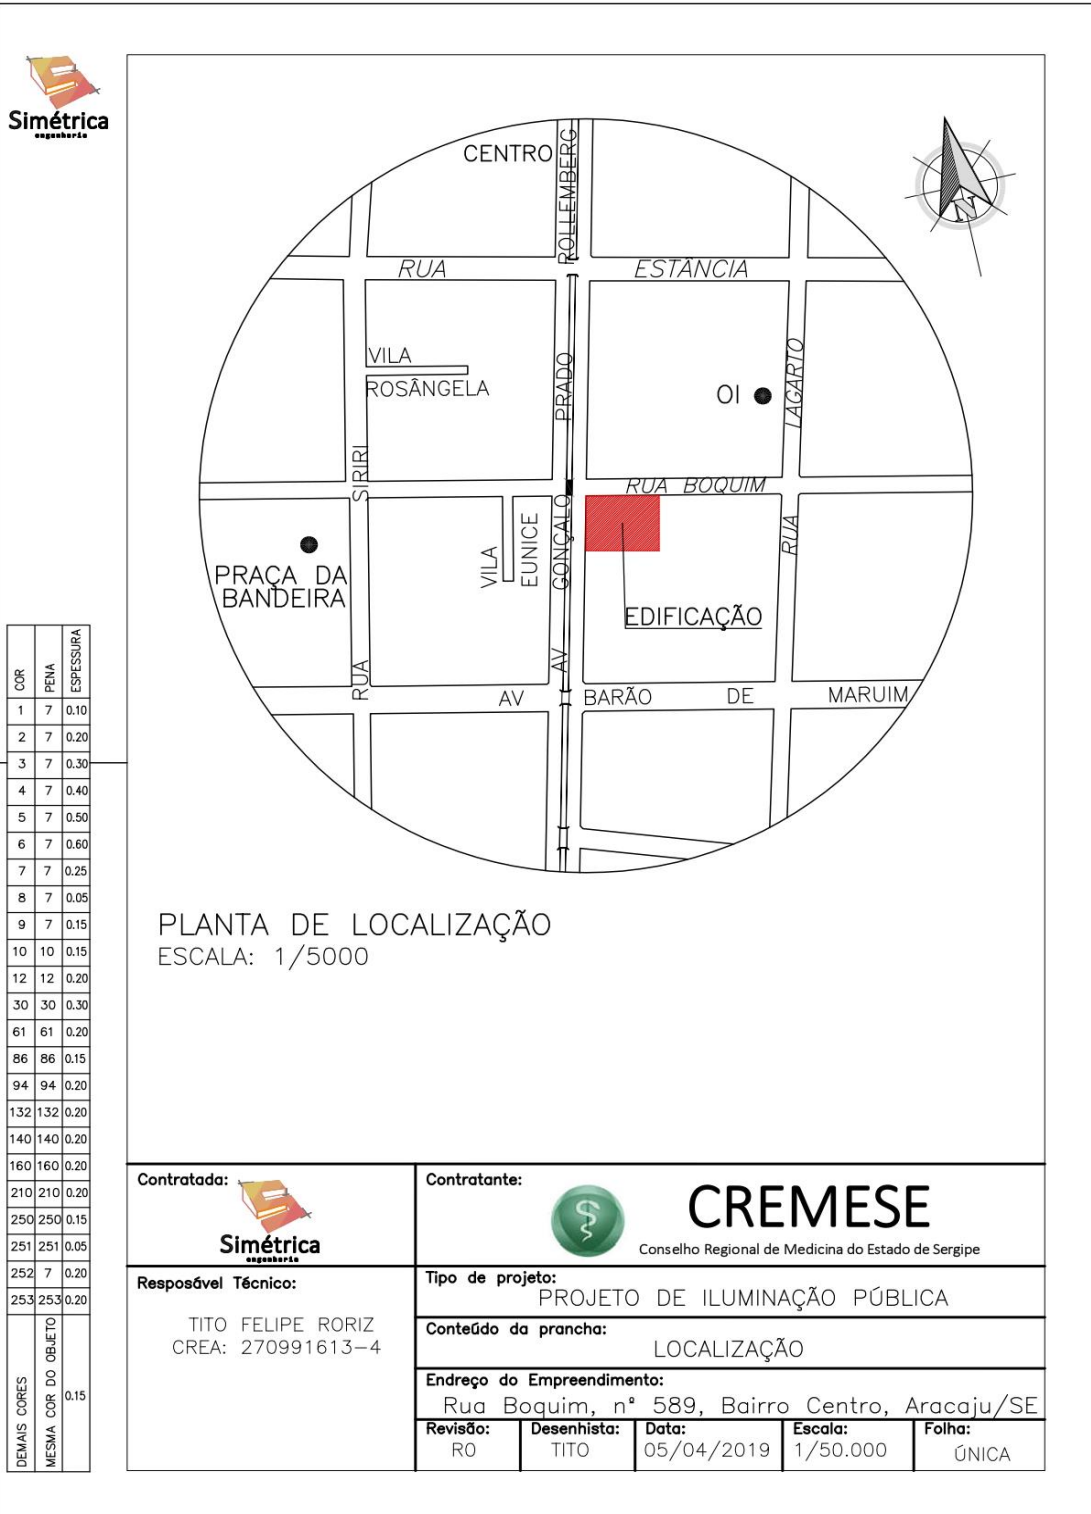 Simétrica
engenharia
CENTRO
ROLLEMBERG
N
RUA ESTÂNCIA
VILA
ROSÂNGELA
PRADO
OI
LAGARTO
SIRIRI
RUA BOQUIM
GONÇALO
VILA
EUNICE
RUA
PRAÇA DA
BANDEIRA
EDIFICAÇÃO
RUA
AV
AV BARÃO DE MARUIM
PLANTA DE LOCALIZAÇÃO
ESCALA: 1/5000
COR PENA ESPESSURA
1 7 0.10
2 7 0.20
3 7 0.30
4 7 0.40
5 7 0.50
6 7 0.60
7 7 0.25
8 7 0.05
9 7 0.15
10 10 0.15
12 12 0.20
30 30 0.30
61 61 0.20
86 86 0.15
94 94 0.20
132 132 0.20
140 140 0.20
160 160 0.20
210 210 0.20
250 250 0.15
251 251 0.05
252 7 0.20
253 253 0.20
DEMAIS CORES MESMA COR DO OBJETO 0.15
Contratada:
Simétrica
engenharia
Contratante:
CREMESE
Conselho Regional de Medicina do Estado de Sergipe
Resposável Técnico:
TITO FELIPE RORIZ
CREA: 270991613-4
Tipo de projeto:
PROJETO DE ILUMINAÇÃO PÚBLICA
Conteúdo da prancha:
LOCALIZAÇÃO
Endereço do Empreendimento:
Rua Boquim, n° 589, Bairro Centro, Aracaju/SE
Revisão: Desenhista: Data: Escala: Folha:
R0 TITO 05/04/2019 1/50.000 ÚNICA